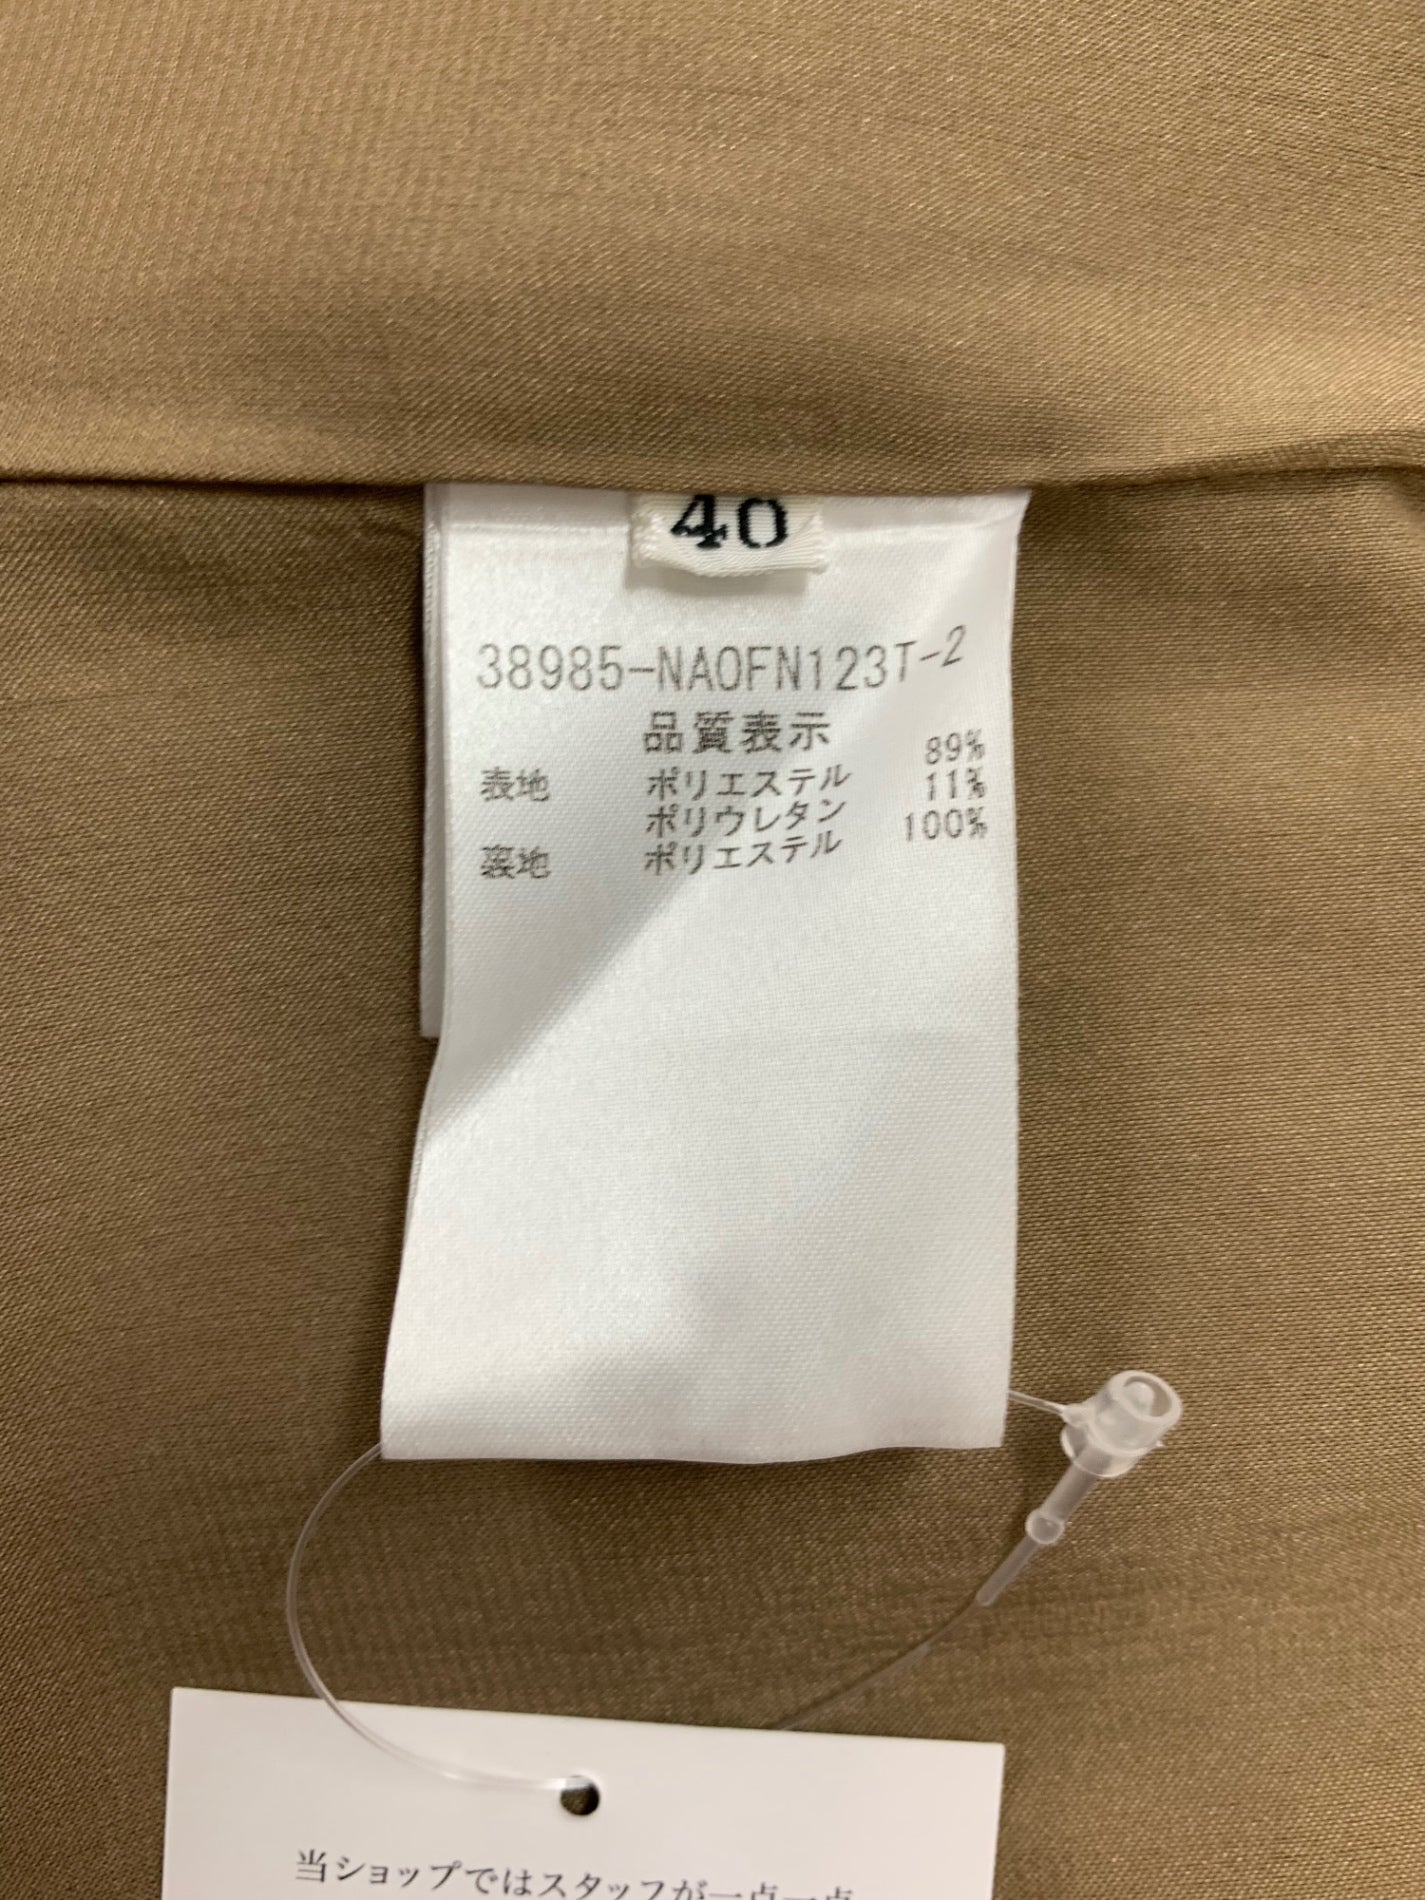 40
38985-NAOFN123T-2
品質表示
表地 ポリエステル 89%
ポリウレタン 11%
裏地 ポリエステル 100%
当ショップではスタッフが一点一点